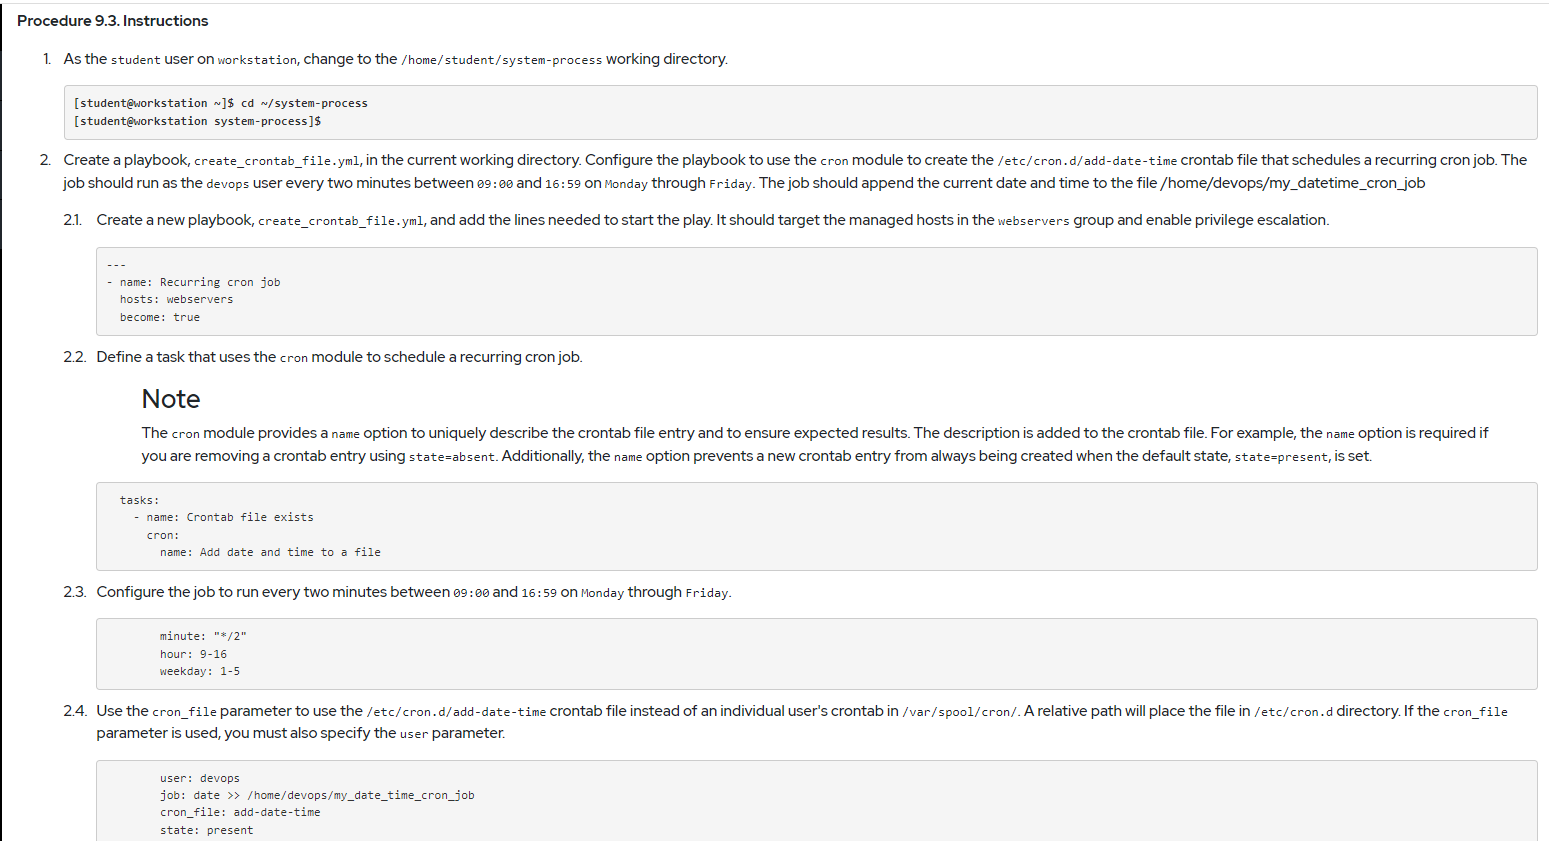 Procedure 9.3. Instructions
1. As the student user on workstation, change to the /home/student/system-process working directory.
[student@workstation ~]$ cd ~/system-process
[student@workstation system-process]$
2. Create a playbook, create_crontab_file.yml, in the current working directory. Configure the playbook to use the cron module to create the /etc/cron.d/add-date-time crontab file that schedules a recurring cron job. The
job should run as the devops user every two minutes between 09:00 and 16:59 on Monday through Friday. The job should append the current date and time to the file /home/devops/my_datetime_cron_job
2.1. Create a new playbook, create_crontab_file.yml, and add the lines needed to start the play. It should target the managed hosts in the webservers group and enable privilege escalation.
---
- name: Recurring cron job
  hosts: webservers
  become: true
2.2. Define a task that uses the cron module to schedule a recurring cron job.
Note
The cron module provides a name option to uniquely describe the crontab file entry and to ensure expected results. The description is added to the crontab file. For example, the name option is required if
you are removing a crontab entry using state=absent. Additionally, the name option prevents a new crontab entry from always being created when the default state, state=present, is set.
  tasks:
    - name: Crontab file exists
      cron:
        name: Add date and time to a file
2.3. Configure the job to run every two minutes between 09:00 and 16:59 on Monday through Friday.
        minute: "*/2"
        hour: 9-16
        weekday: 1-5
2.4. Use the cron_file parameter to use the /etc/cron.d/add-date-time crontab file instead of an individual user's crontab in /var/spool/cron/. A relative path will place the file in /etc/cron.d directory. If the cron_file
parameter is used, you must also specify the user parameter.
        user: devops
        job: date >> /home/devops/my_date_time_cron_job
        cron_file: add-date-time
        state: present